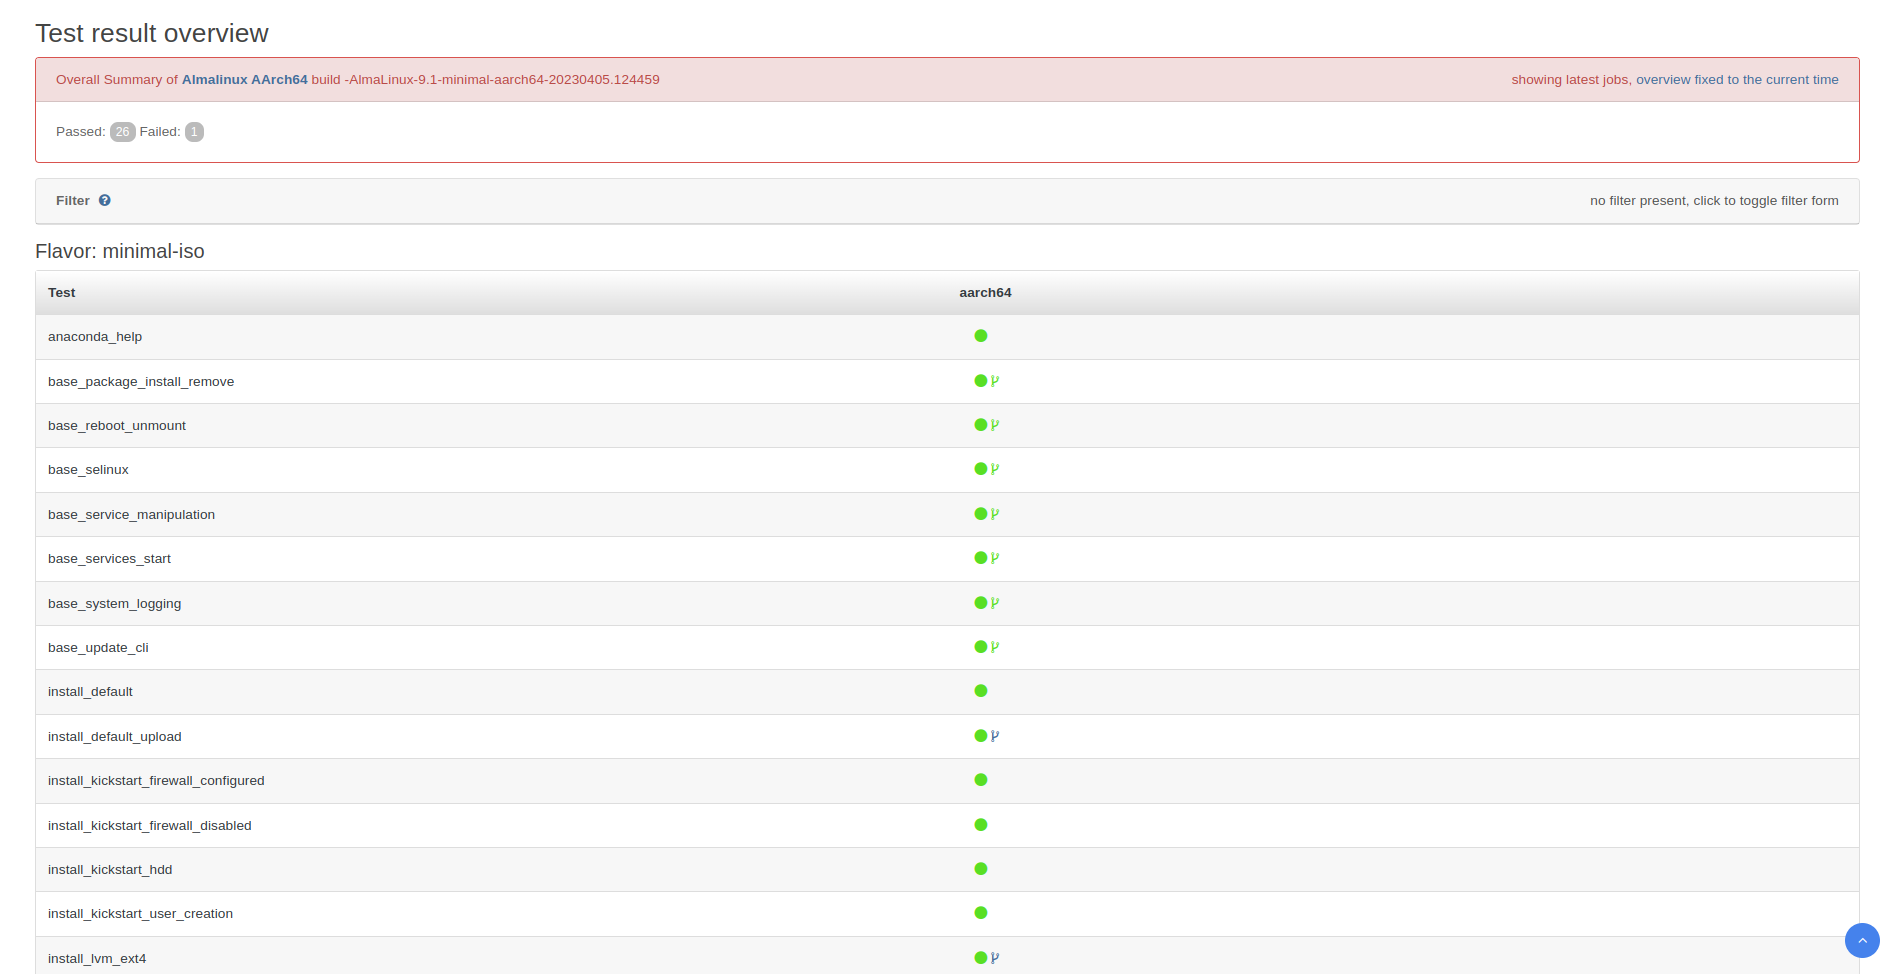 Test result overview
Overall Summary of Almalinux AArch64 build -AlmaLinux-9.1-minimal-aarch64-20230405.124459 showing latest jobs, overview fixed to the current time
Passed: 26 Failed: 1
Filter ? no filter present, click to toggle filter form
Flavor: minimal-iso
Test aarch64
anaconda_help
base_package_install_remove
base_reboot_unmount
base_selinux
base_service_manipulation
base_services_start
base_system_logging
base_update_cli
install_default
install_default_upload
install_kickstart_firewall_configured
install_kickstart_firewall_disabled
install_kickstart_hdd
install_kickstart_user_creation
install_lvm_ext4